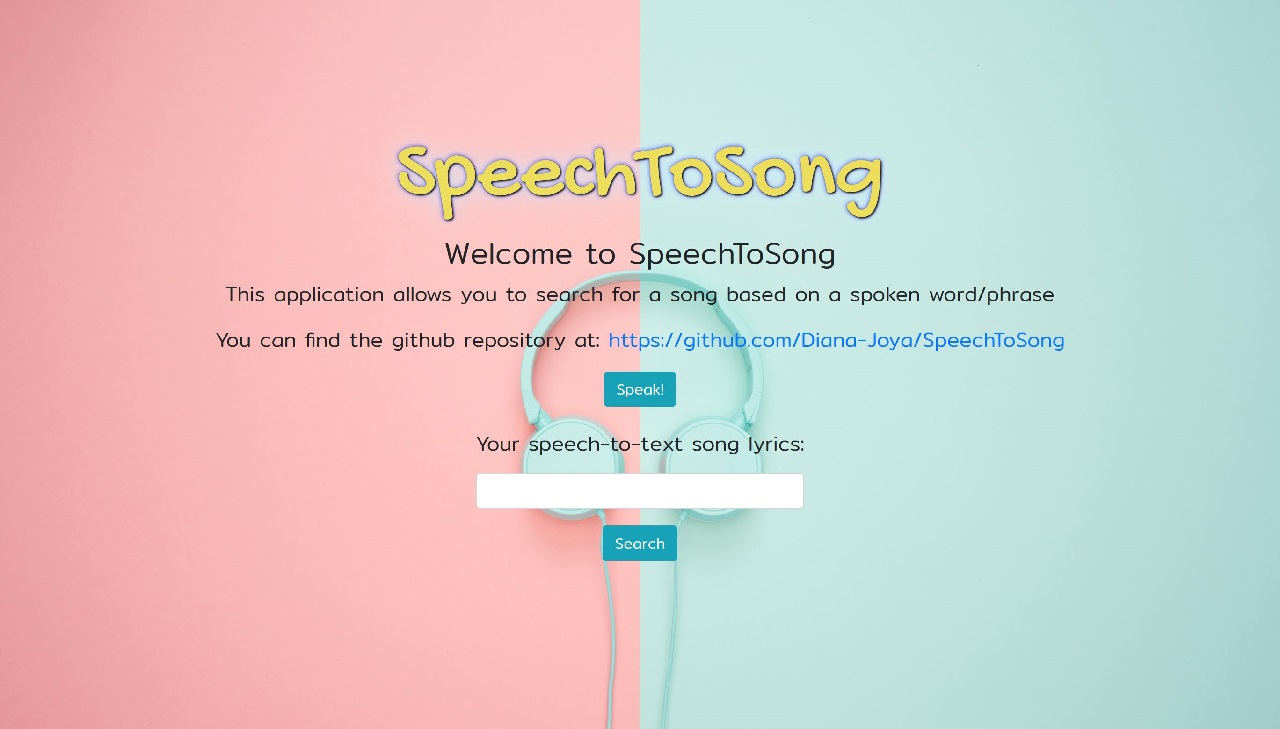 SpeechToSong
Welcome to SpeechToSong
This application allows you to search for a song based on a spoken word/phrase
You can find the github repository at: https://github.com/Diana-Joya/SpeechToSong
Speak!
Your speech-to-text song lyrics:
Search